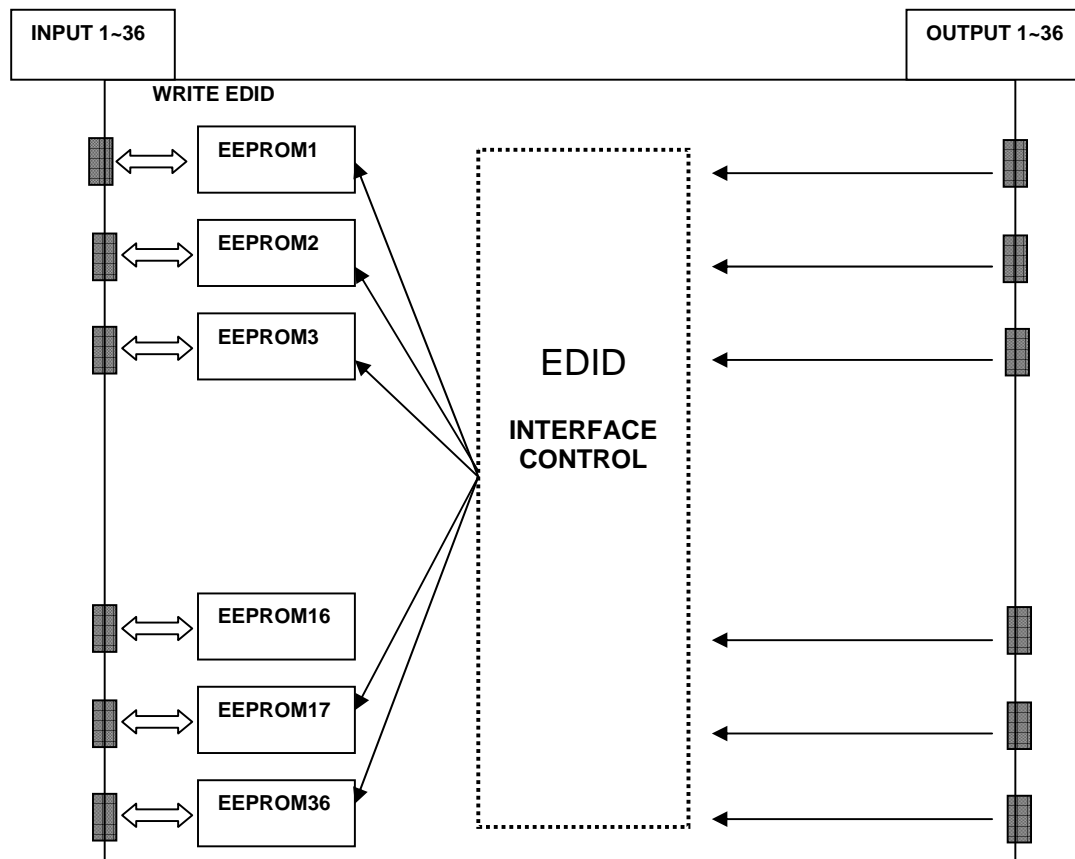 INPUT 1~36
OUTPUT 1~36
WRITE EDID
EEPROM1
EEPROM2
EEPROM3
EDID
INTERFACE
CONTROL
EEPROM16
EEPROM17
EEPROM36